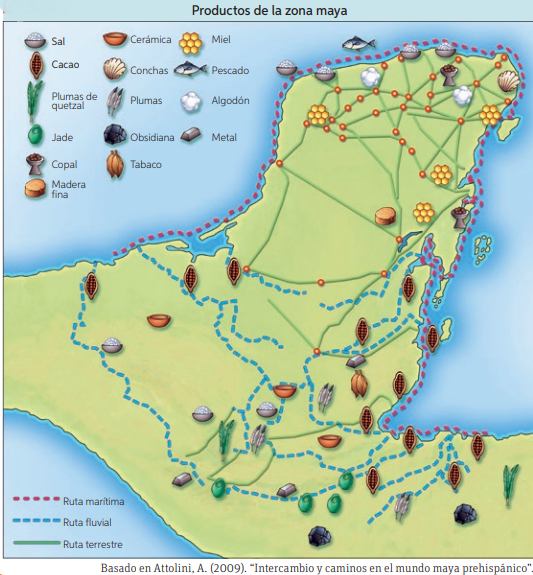 Productos de la zona maya
Sal
Cerámica
Miel
Cacao
Conchas
Pescado
Plumas de
quetzal
Plumas
Algodón
Jade
Obsidiana
Metal
Copal
Tabaco
Madera
fina
Ruta marítima
Ruta fluvial
Ruta terrestre
Basado en Attolini, A. (2009). “Intercambio y caminos en el mundo maya prehispánico”.